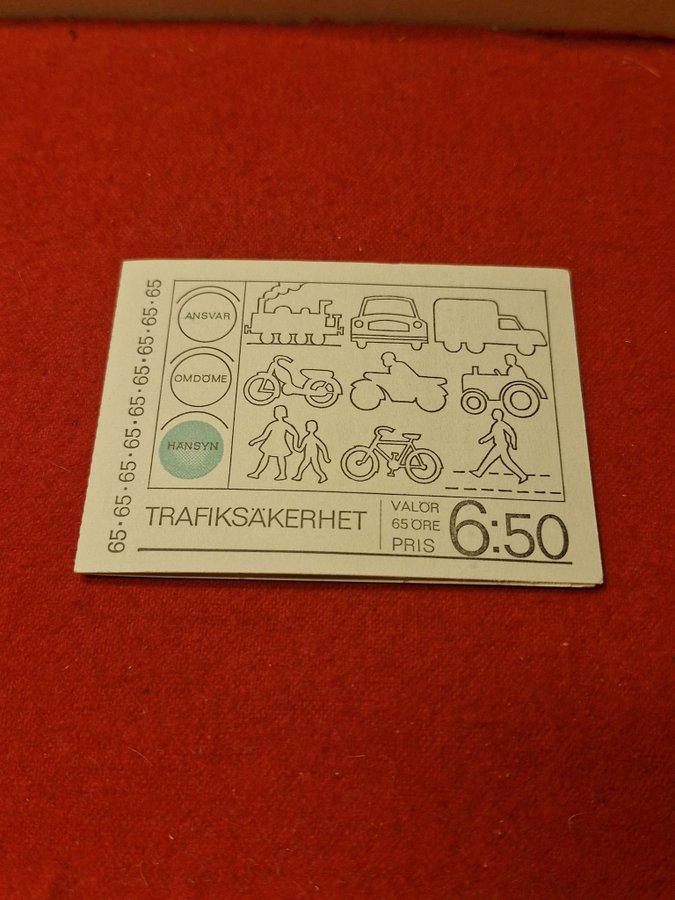 65·65·65·65·65·65·65·65
ANSVAR
OMDÖME
HÄNSYN
TRAFIKSÄKERHET
VALÖR
65 ÖRE
PRIS
6:50